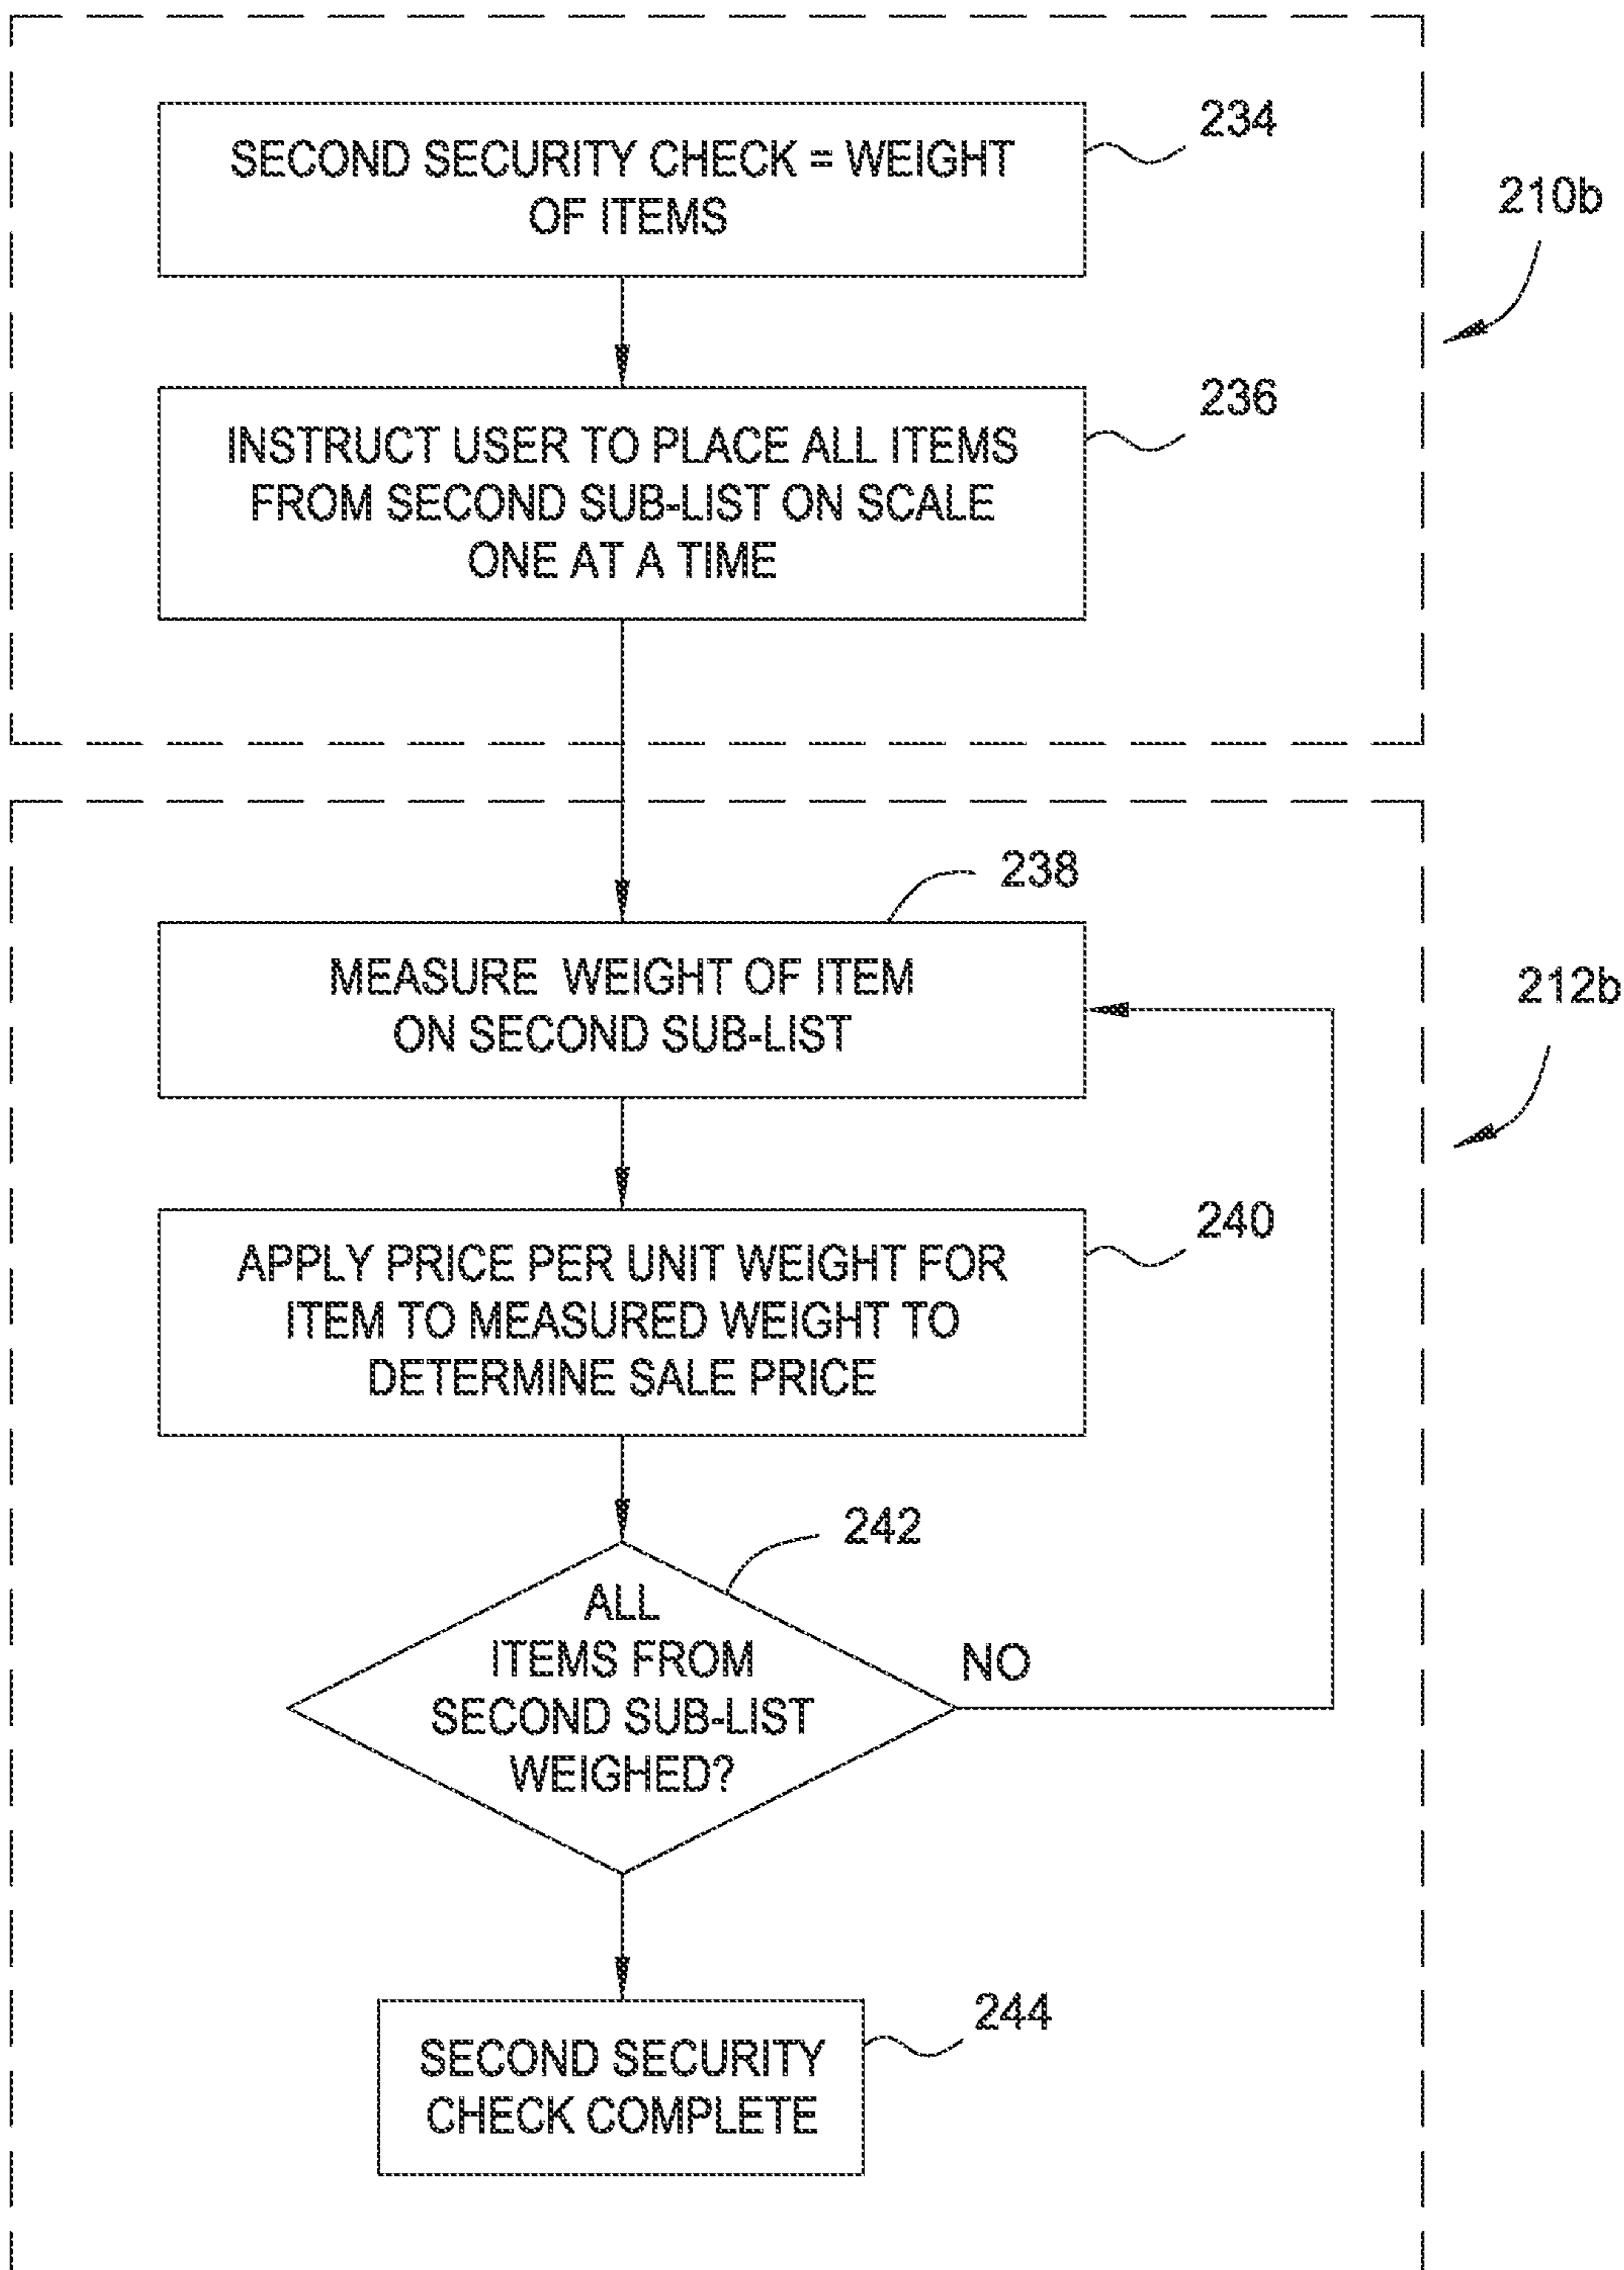 234
SECOND SECURITY CHECK = WEIGHT
OF ITEMS
210b
236
INSTRUCT USER TO PLACE ALL ITEMS
FROM SECOND SUB-LIST ON SCALE
ONE AT A TIME
238
MEASURE WEIGHT OF ITEM
ON SECOND SUB-LIST
212b
240
APPLY PRICE PER UNIT WEIGHT FOR
ITEM TO MEASURED WEIGHT TO
DETERMINE SALE PRICE
242
ALL
ITEMS FROM
SECOND SUB-LIST
WEIGHED?
NO
244
SECOND SECURITY
CHECK COMPLETE